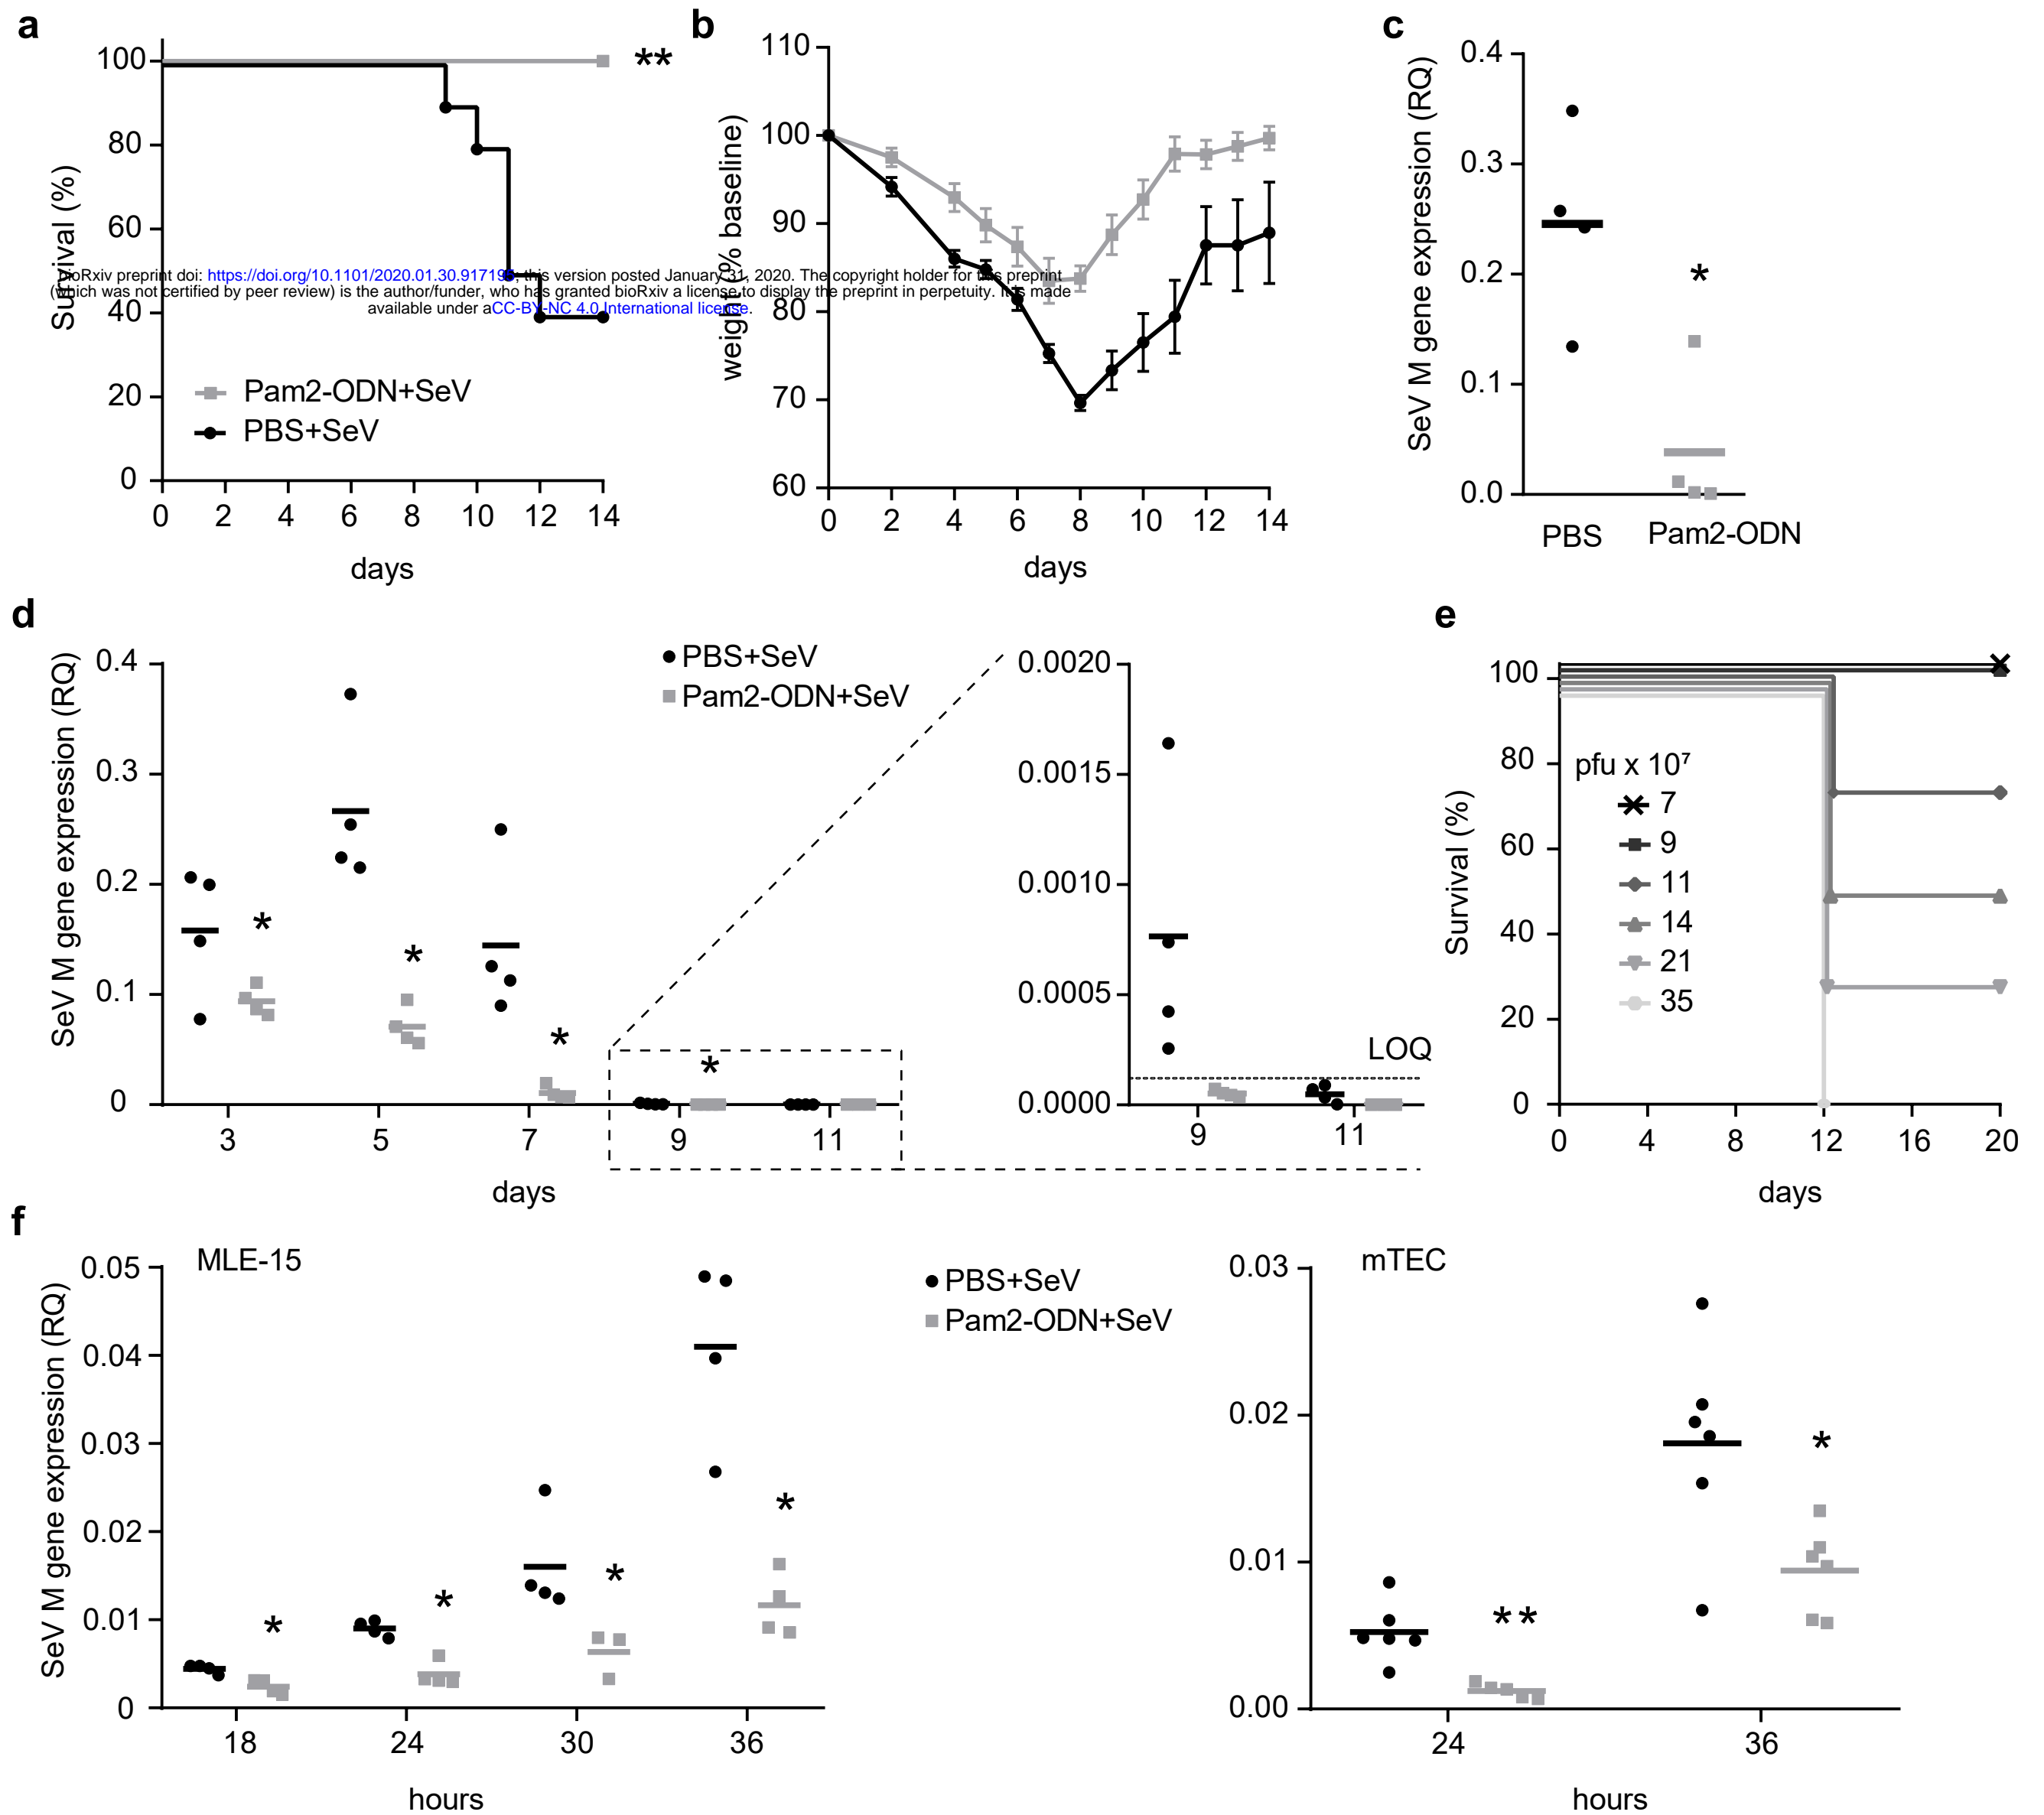 a
100
80
60
40
20
0
0 2 4 6 8 10 12 14
Survival (%)
days
**
Pam2-ODN+SeV
PBS+SeV
b
110
100
90
80
70
60
0 2 4 6 8 10 12 14
weight (% baseline)
days
c
0.4
0.3
0.2
0.1
0.0
SeV M gene expression (RQ)
*
PBS Pam2-ODN
bioRxiv preprint doi: https://doi.org/10.1101/2020.01.30.917195; this version posted January 31, 2020. The copyright holder for this preprint
(which was not certified by peer review) is the author/funder, who has granted bioRxiv a license to display the preprint in perpetuity. It is made
available under aCC-BY-NC 4.0 International license.
d
0.4
0.3
0.2
0.1
0
SeV M gene expression (RQ)
* * * *
3 5 7 9 11
days
PBS+SeV
Pam2-ODN+SeV
0.0020
0.0015
0.0010
0.0005
0.0000
LOQ
9 11
e
100
80
60
40
20
0
Survival (%)
pfu x 10⁷
7
9
11
14
21
35
0 4 8 12 16 20
days
f
MLE-15
0.05
0.04
0.03
0.02
0.01
0
SeV M gene expression (RQ)
* * * *
18 24 30 36
hours
PBS+SeV
Pam2-ODN+SeV
mTEC
0.03
0.02
0.01
0.00
** *
24 36
hours